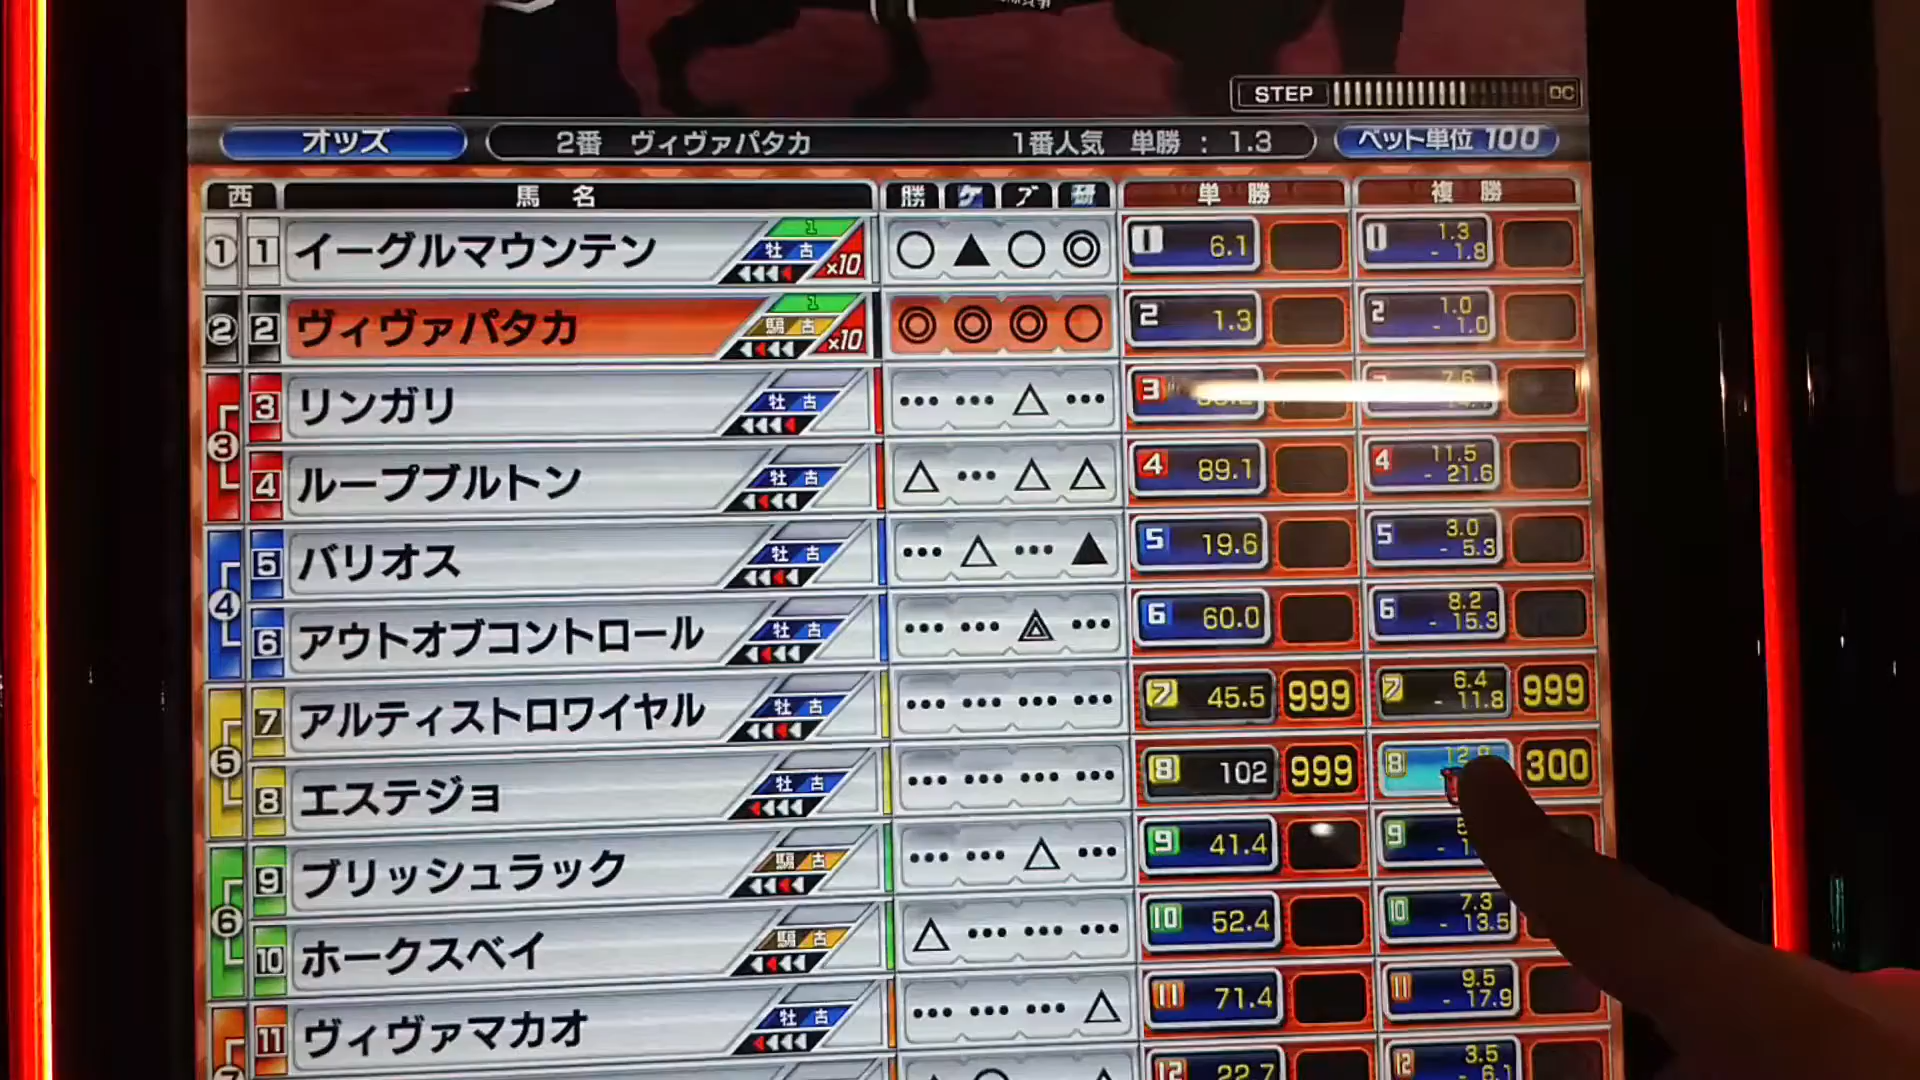 STEP DC
オッズ 2番 ヴィヴァパタカ 1番人気 単勝 : 1.3 ベット単位 100
西 馬名 勝 ケ ブ 研 単勝 複勝
① 1 イーグルマウンテン 1 牡 古 ×10 ○ ▲ ○ ◎ 1 6.1 1 1.3 - 1.8
② 2 ヴィヴァパタカ 1 騸 古 ×10 ◎ ◎ ◎ ○ 2 1.3 2 1.0 - 1.0
③ 3 リンガリ 牡 古 … … △ … 3 7.6
4 ループブルトン 牡 古 △ … △ △ 4 89.1 4 11.5 - 21.6
④ 5 バリオス 牡 古 … △ … ▲ 5 19.6 5 3.0 - 5.3
6 アウトオブコントロール 牡 古 … … … 6 60.0 6 8.2 - 15.3
⑤ 7 アルティストロワイヤル 牡 古 … … … … 7 45.5 999 7 6.4 - 11.8 999
8 エステジョ 牡 古 … … … … 8 102 999 8 300
⑥ 9 ブリッシュラック 騸 古 … … △ … 9 41.4 9
10 ホークスベイ 騸 古 △ … … … 10 52.4 10 7.3 - 13.5
11 ヴィヴァマカオ 牡 古 … … … △ 11 71.4 11 9.5 - 17.9
12 22.7 12 3.5 - 6.1